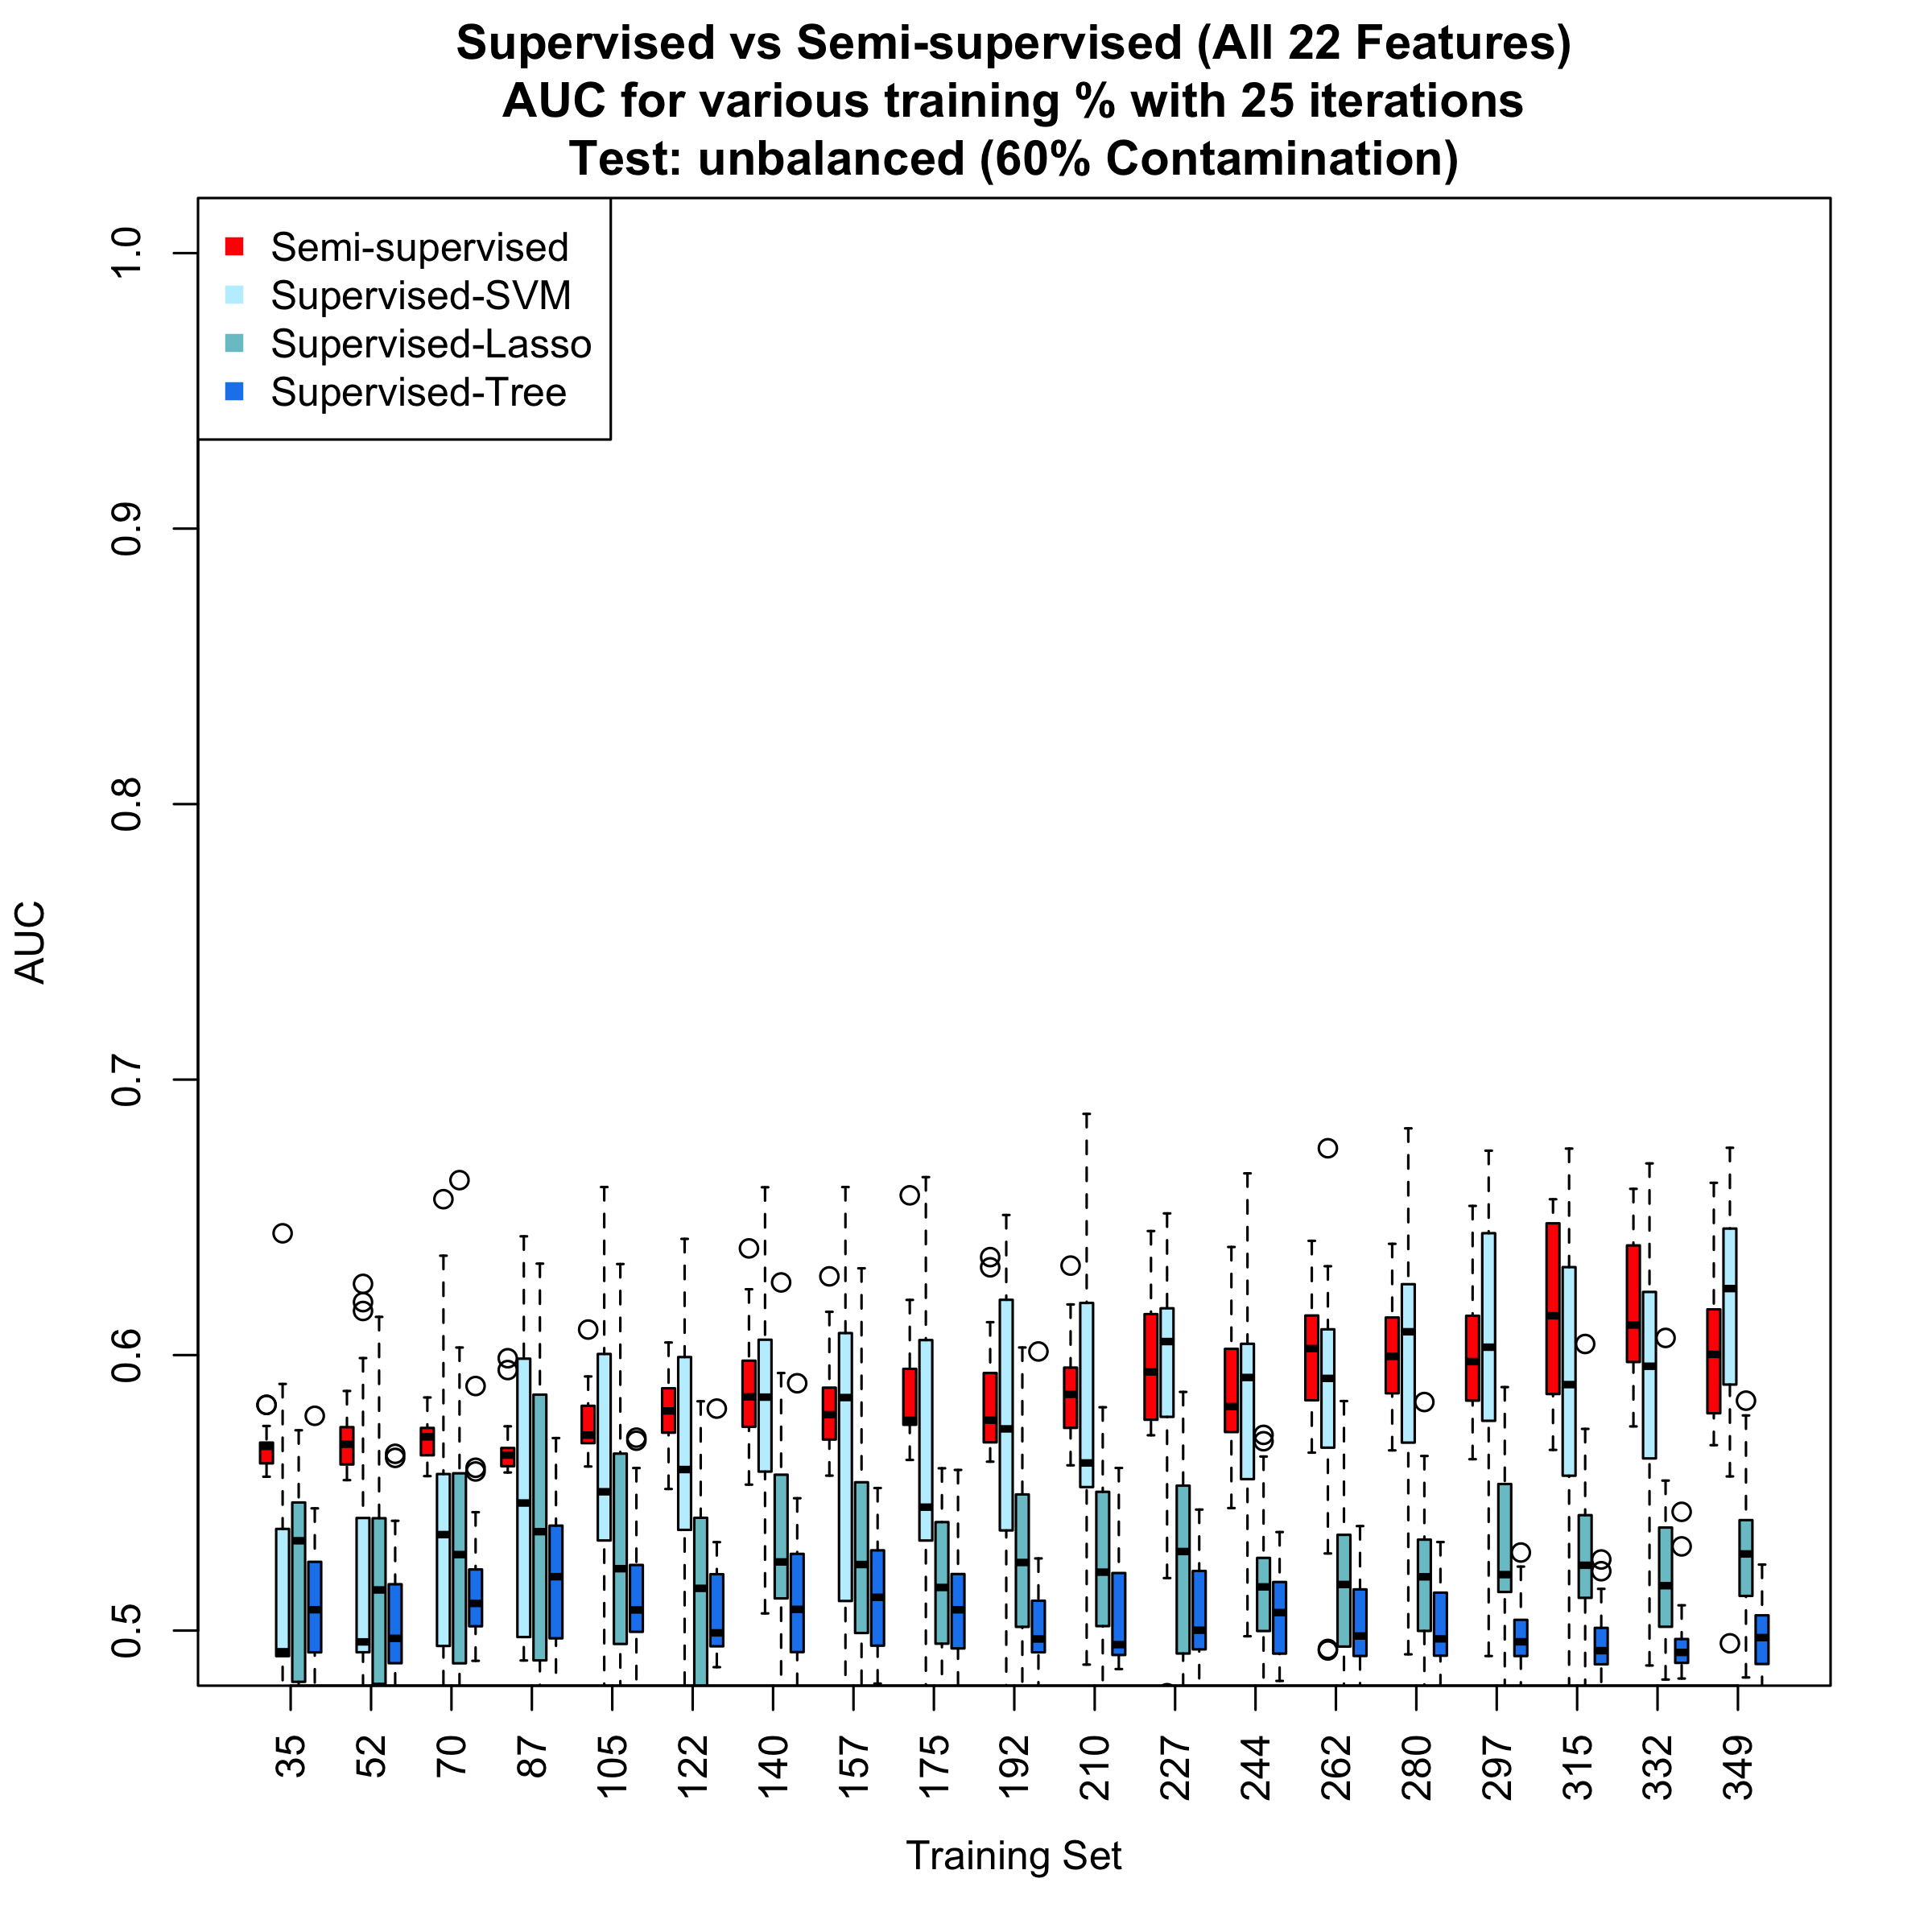 Supervised vs Semi-supervised (All 22 Features)
AUC for various training % with 25 iterations
Test: unbalanced (60% Contamination)
Semi-supervised
Supervised-SVM
Supervised-Lasso
Supervised-Tree
1.0
0.9
0.8
0.7
0.6
0.5
AUC
35 52 70 87 105 122 140 157 175 192 210 227 244 262 280 297 315 332 349
Training Set